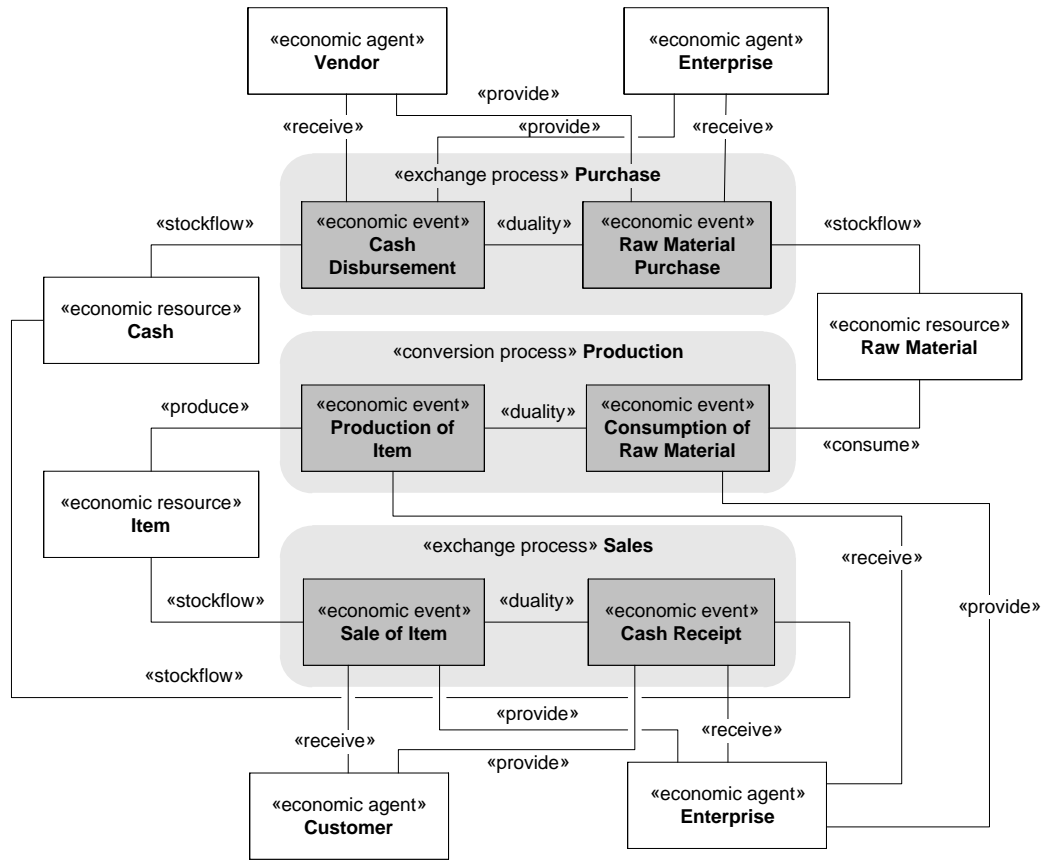 «economic agent»
Vendor
«economic agent»
Enterprise
«provide»
«receive»
«provide»
«receive»
«exchange process» Purchase
«stockflow»
«economic event»
Cash
Disbursement
«duality»
«economic event»
Raw Material
Purchase
«stockflow»
«economic resource»
Cash
«economic resource»
Raw Material
«conversion process» Production
«produce»
«economic event»
Production of
Item
«duality»
«economic event»
Consumption of
Raw Material
«consume»
«economic resource»
Item
«exchange process» Sales
«receive»
«stockflow»
«economic event»
Sale of Item
«duality»
«economic event»
Cash Receipt
«provide»
«stockflow»
«provide»
«receive»
«receive»
«provide»
«economic agent»
Customer
«economic agent»
Enterprise